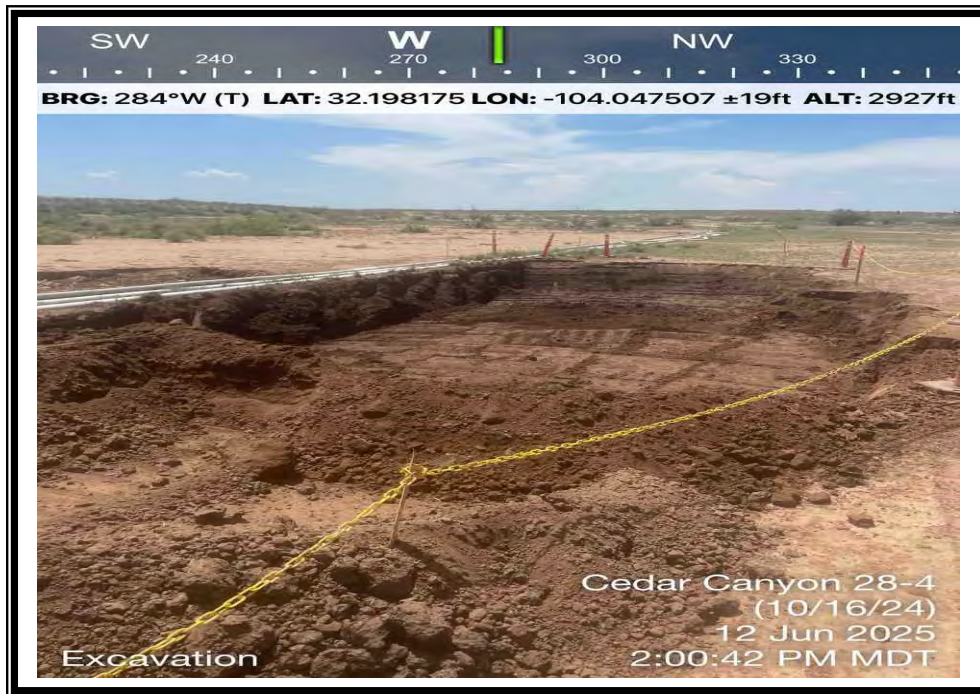 SW W NW
240 270 300 330
BRG: 284°W (T) LAT: 32.198175 LON: -104.047507 ±19ft ALT: 2927ft
Cedar Canyon 28-4
(10/16/24)
12 Jun 2025
Excavation 2:00:42 PM MDT